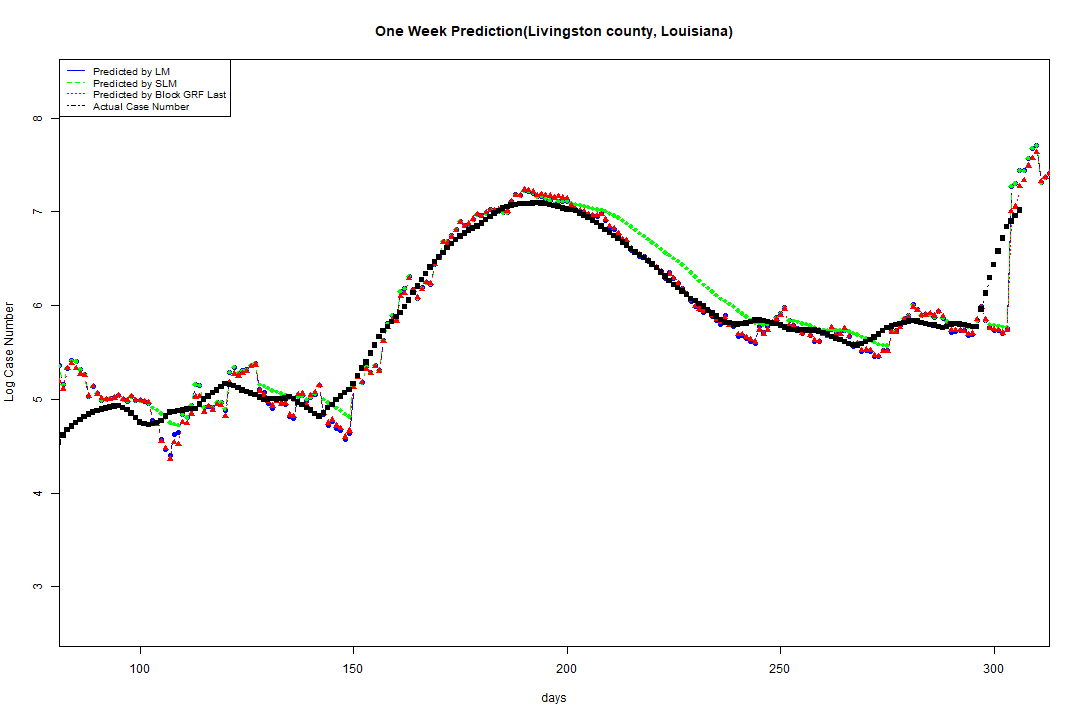 One Week Prediction(Livingston county, Louisiana)
Predicted by LM
Predicted by SLM
Predicted by Block GRF Last
Actual Case Number
8
7
6
5
4
3
Log Case Number
100 150 200 250 300
days